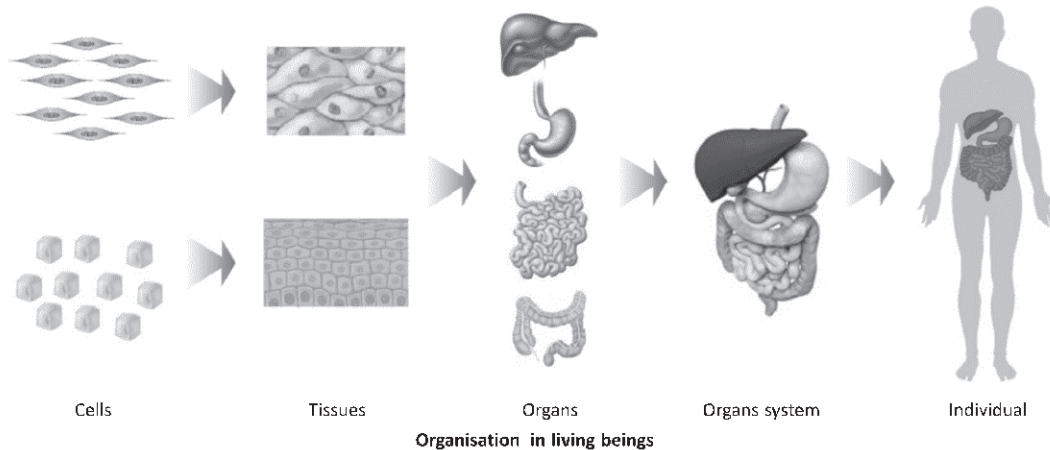 Cells Tissues Organs Organs system Individual
Organisation in living beings